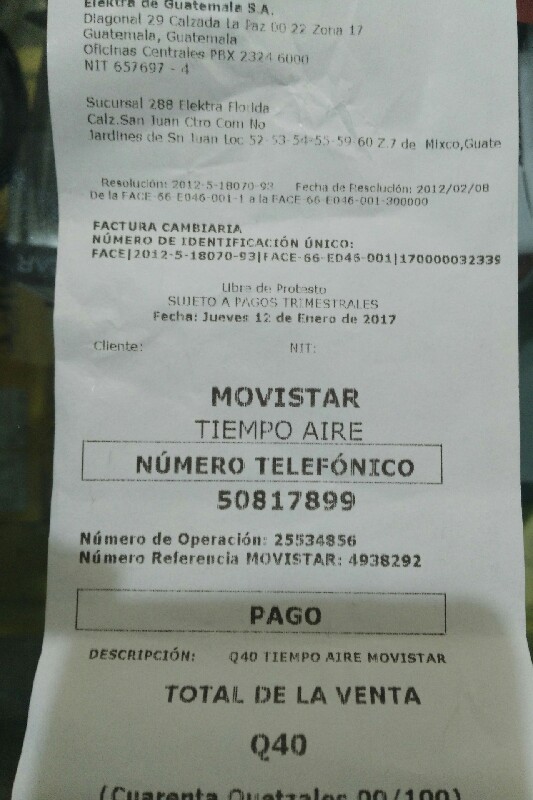 Elektra de Guatemala S.A.
Diagonal 29 Calzada La Paz 00 22 Zona 17
Guatemala, Guatemala
Oficinas Centrales PBX 2324 6000
NIT 657697 - 4
Sucursal 288 Elektra Florida
Calz.San Juan Ctro Com No
Jardines de Sn Juan Loc 52-53-54-55-59-60 Z.7 de Mixco,Guate
Resolución: 2012-5-18070-93 Fecha de Resolución: 2012/02/08
De la FACE-66-E046-001-1 a la FACE-66-E046-001-300000
FACTURA CAMBIARIA
NÚMERO DE IDENTIFICACIÓN ÚNICO:
FACE|2012-5-18070-93|FACE-66-E046-001|170000032339
Libre de Protesto
SUJETO A PAGOS TRIMESTRALES
Fecha: Jueves 12 de Enero de 2017
Cliente: NIT:
MOVISTAR
TIEMPO AIRE
NÚMERO TELEFÓNICO
50817899
Número de Operación: 25534856
Número Referencia MOVISTAR: 4938292
PAGO
DESCRIPCIÓN: Q40 TIEMPO AIRE MOVISTAR
TOTAL DE LA VENTA
Q40
(Cuarenta Quetzales 00/100)